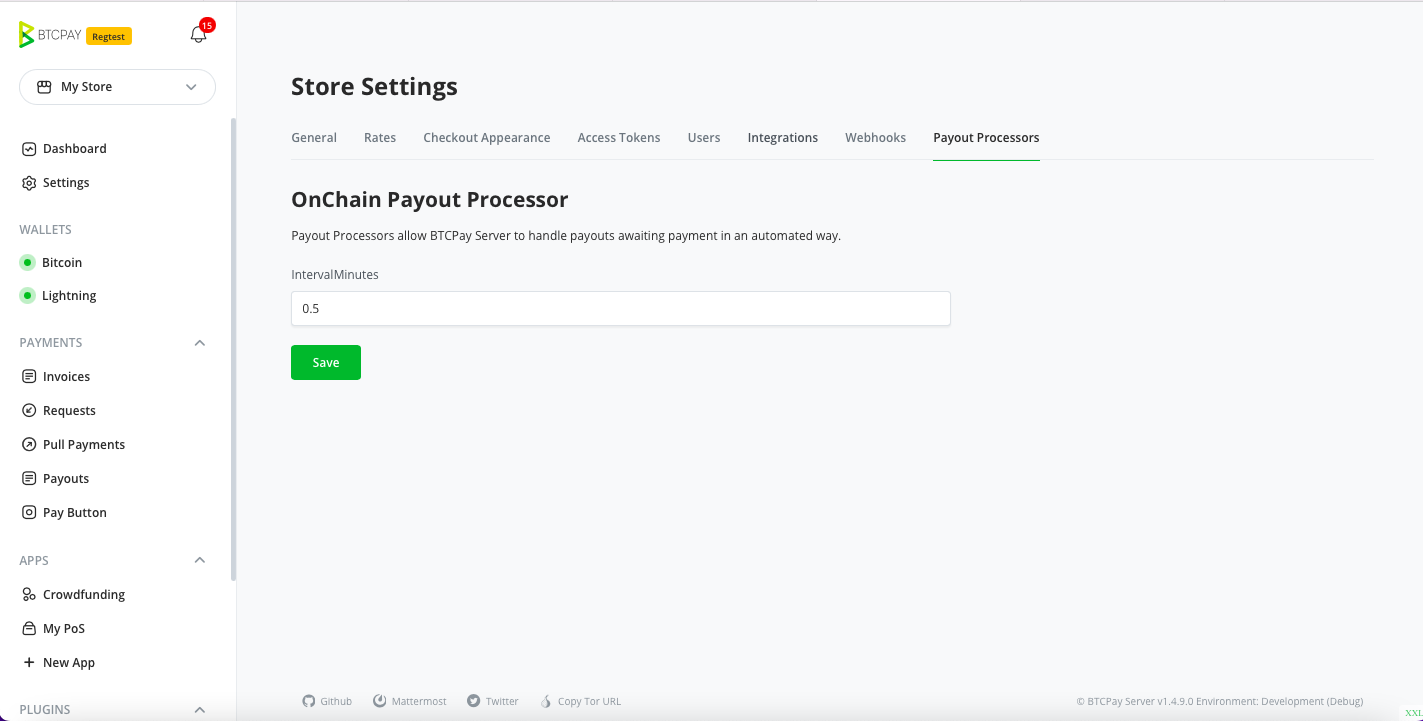 BTCPAY Regtest 15
My Store
Dashboard
Settings
WALLETS
Bitcoin
Lightning
PAYMENTS
Invoices
Requests
Pull Payments
Payouts
Pay Button
APPS
Crowdfunding
My PoS
New App
PLUGINS
Store Settings
General Rates Checkout Appearance Access Tokens Users Integrations Webhooks Payout Processors
OnChain Payout Processor
Payout Processors allow BTCPay Server to handle payouts awaiting payment in an automated way.
IntervalMinutes
0.5
Save
Github Mattermost Twitter Copy Tor URL © BTCPay Server v1.4.9.0 Environment: Development (Debug)
XXL